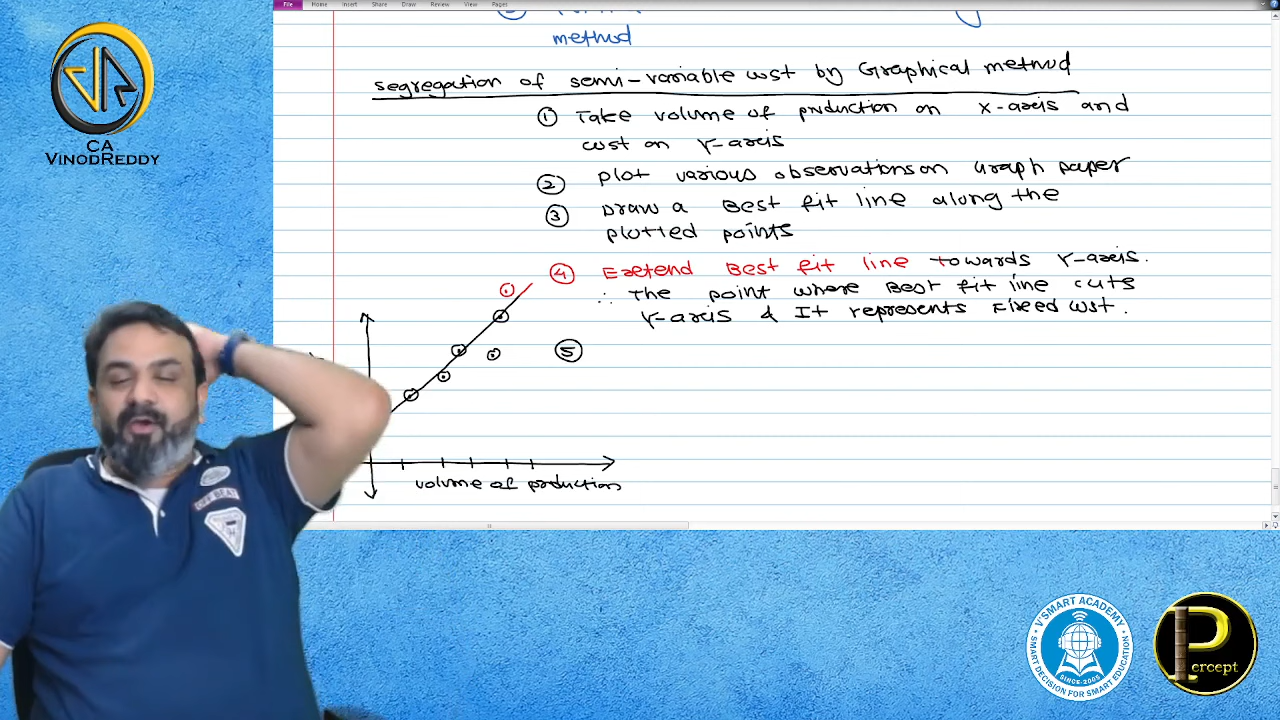 File Home Insert Share Draw Review View Pages
method
segregation of semi-variable cost by Graphical method
① Take volume of production on X-axis and
cost on Y-axis
② plot various observations on Graph paper
③ Draw a Best fit line along the
plotted points
④ Extend Best fit line towards Y-axis.
∴ The point where Best fit line cuts
Y-axis & It represents Fixed cost.
⑤
volume of production
CA
VINODREDDY
OFF BEAT
V'SMART ACADEMY
SMART DECISION FOR SMART EDUCATION
SINCE-2005
Percept